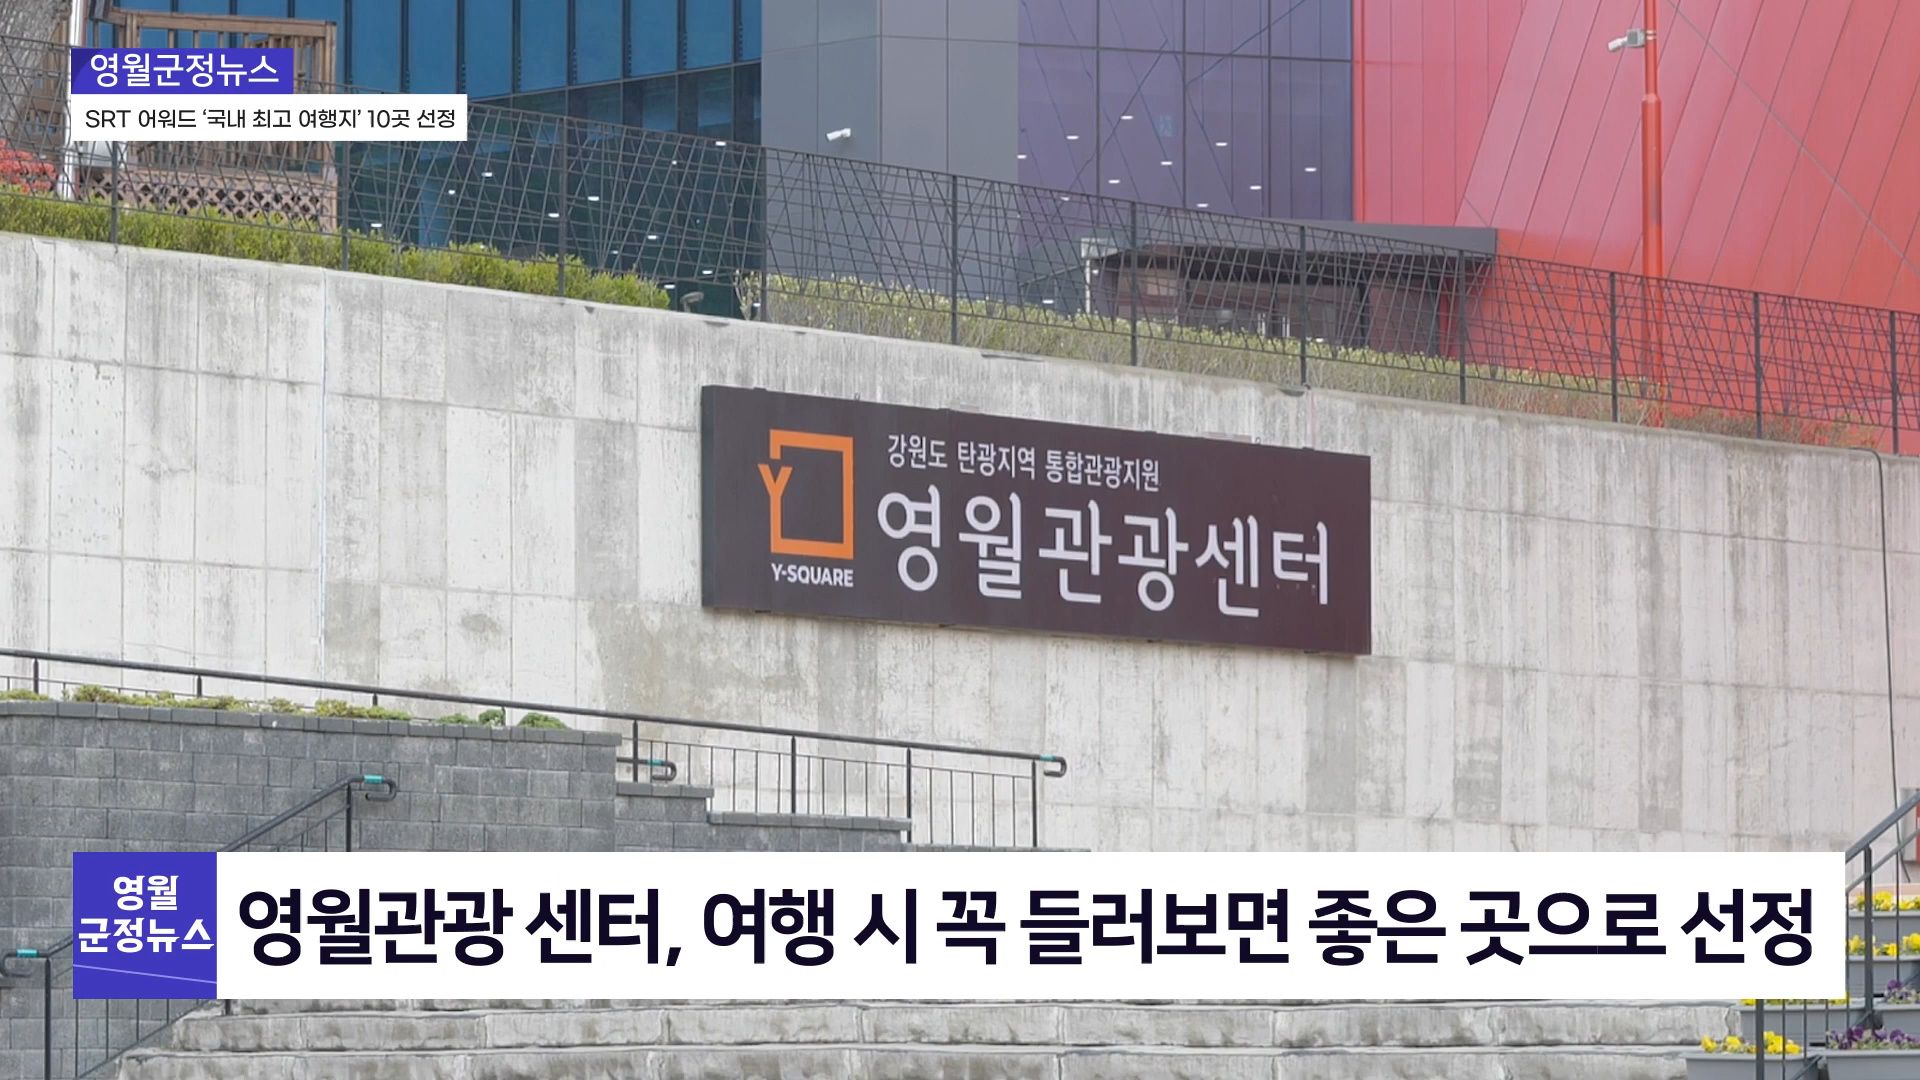 영월군정뉴스
SRT 어워드 ‘국내 최고 여행지’ 10곳 선정
강원도 탄광지역 통합관광지원
영월관광센터
Y
Y-SQUARE
영월
군정뉴스
영월관광 센터, 여행 시 꼭 들러보면 좋은 곳으로 선정